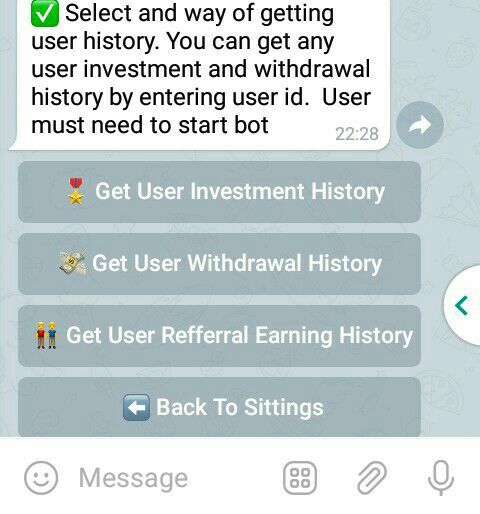 ✅ Select and way of getting
user history. You can get any
user investment and withdrawal
history by entering user id.  User
must need to start bot
22:28
🎖 Get User Investment History
💸 Get User Withdrawal History
👬 Get User Refferral Earning History
⬅️ Back To Sittings
Message